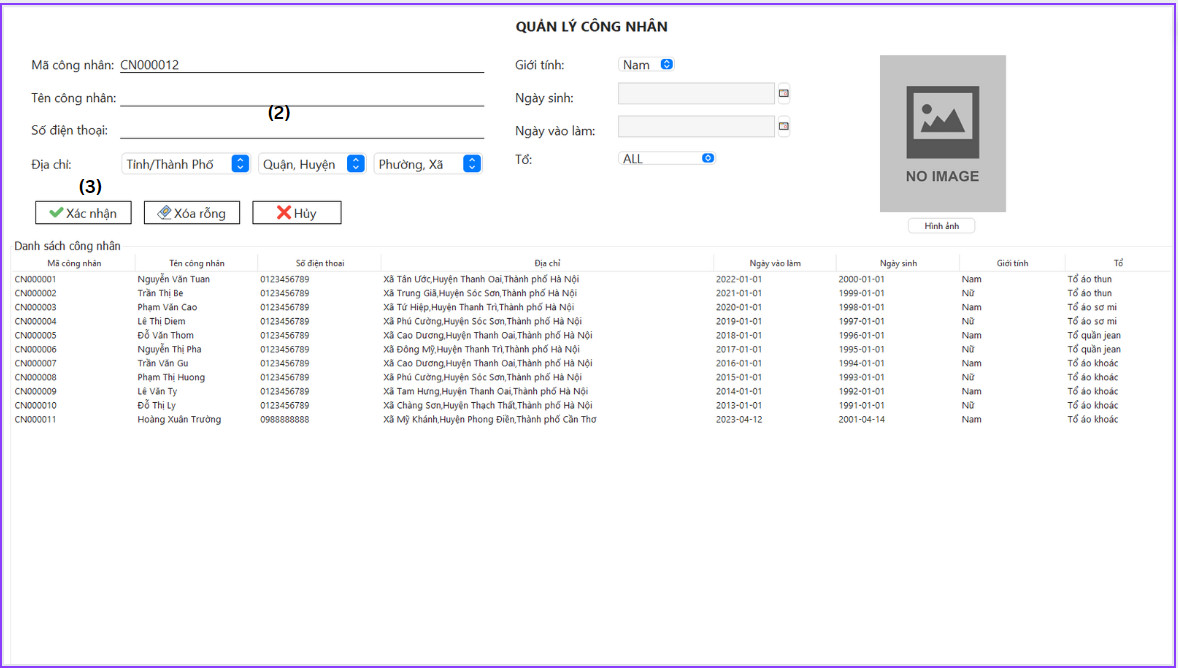 QUẢN LÝ CÔNG NHÂN
Mã công nhân: CN000012
Giới tính: Nam
Tên công nhân:
Ngày sinh:
(2)
Số điện thoại:
Ngày vào làm:
Địa chỉ: Tỉnh/Thành Phố Quận, Huyện Phường, Xã
Tổ: ALL
NO IMAGE
(3)
Xác nhận Xóa rỗng Hủy
Hình ảnh
Danh sách công nhân
Mã công nhân Tên công nhân Số điện thoai Địa chỉ Ngày vào làm Ngày sinh Giới tính Tổ
CN000001 Nguyễn Văn Tuan 0123456789 Xã Tân Ước,Huyện Thanh Oai,Thành phố Hà Nội 2022-01-01 2000-01-01 Nam Tổ áo thun
CN000002 Trần Thị Be 0123456789 Xã Trung Giã,Huyện Sóc Sơn,Thành phố Hà Nội 2021-01-01 1999-01-01 Nữ Tổ áo thun
CN000003 Phạm Văn Cao 0123456789 Xã Tứ Hiệp,Huyện Thanh Trì,Thành phố Hà Nội 2020-01-01 1998-01-01 Nam Tổ áo sơ mi
CN000004 Lê Thị Diem 0123456789 Xã Phú Cường,Huyện Sóc Sơn,Thành phố Hà Nội 2019-01-01 1997-01-01 Nữ Tổ áo sơ mi
CN000005 Đỗ Văn Thom 0123456789 Xã Cao Dương,Huyện Thanh Oai,Thành phố Hà Nội 2018-01-01 1996-01-01 Nam Tổ quần jean
CN000006 Nguyễn Thị Pha 0123456789 Xã Đông Mỹ,Huyện Thanh Trì,Thành phố Hà Nội 2017-01-01 1995-01-01 Nữ Tổ quần jean
CN000007 Trần Văn Gu 0123456789 Xã Cao Dương,Huyện Thanh Oai,Thành phố Hà Nội 2016-01-01 1994-01-01 Nam Tổ áo khoác
CN000008 Phạm Thị Huong 0123456789 Xã Phú Cường,Huyện Sóc Sơn,Thành phố Hà Nội 2015-01-01 1993-01-01 Nữ Tổ áo khoác
CN000009 Lê Văn Ty 0123456789 Xã Tam Hưng,Huyện Thanh Oai,Thành phố Hà Nội 2014-01-01 1992-01-01 Nam Tổ áo khoác
CN000010 Đỗ Thị Ly 0123456789 Xã Chàng Sơn,Huyện Thạch Thất,Thành phố Hà Nội 2013-01-01 1991-01-01 Nữ Tổ áo khoác
CN000011 Hoàng Xuân Trường 0988888888 Xã Mỹ Khánh,Huyện Phong Điền,Thành phố Cần Thơ 2023-04-12 2001-04-14 Nam Tổ áo khoác